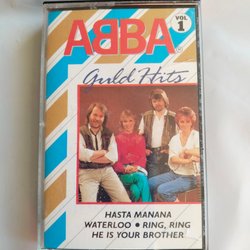 ABBA
VOL
1
Guld Hits
HASTA MANANA
WATERLOO • RING, RING
HE IS YOUR BROTHER